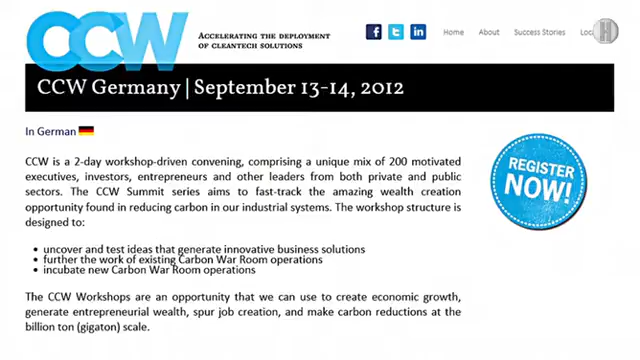 CCW
ACCELERATING THE DEPLOYMENT
OF CLEANTECH SOLUTIONS
f t in Home About Success Stories
CCW Germany | September 13-14, 2012
In German
CCW is a 2-day workshop-driven convening, comprising a unique mix of 200 motivated
executives, investors, entrepreneurs and other leaders from both private and public
sectors. The CCW Summit series aims to fast-track the amazing wealth creation
opportunity found in reducing carbon in our industrial systems. The workshop structure is
designed to:
• uncover and test ideas that generate innovative business solutions
• further the work of existing Carbon War Room operations
• incubate new Carbon War Room operations
The CCW Workshops are an opportunity that we can use to create economic growth,
generate entrepreneurial wealth, spur job creation, and make carbon reductions at the
billion ton (gigaton) scale.
REGISTER
NOW!